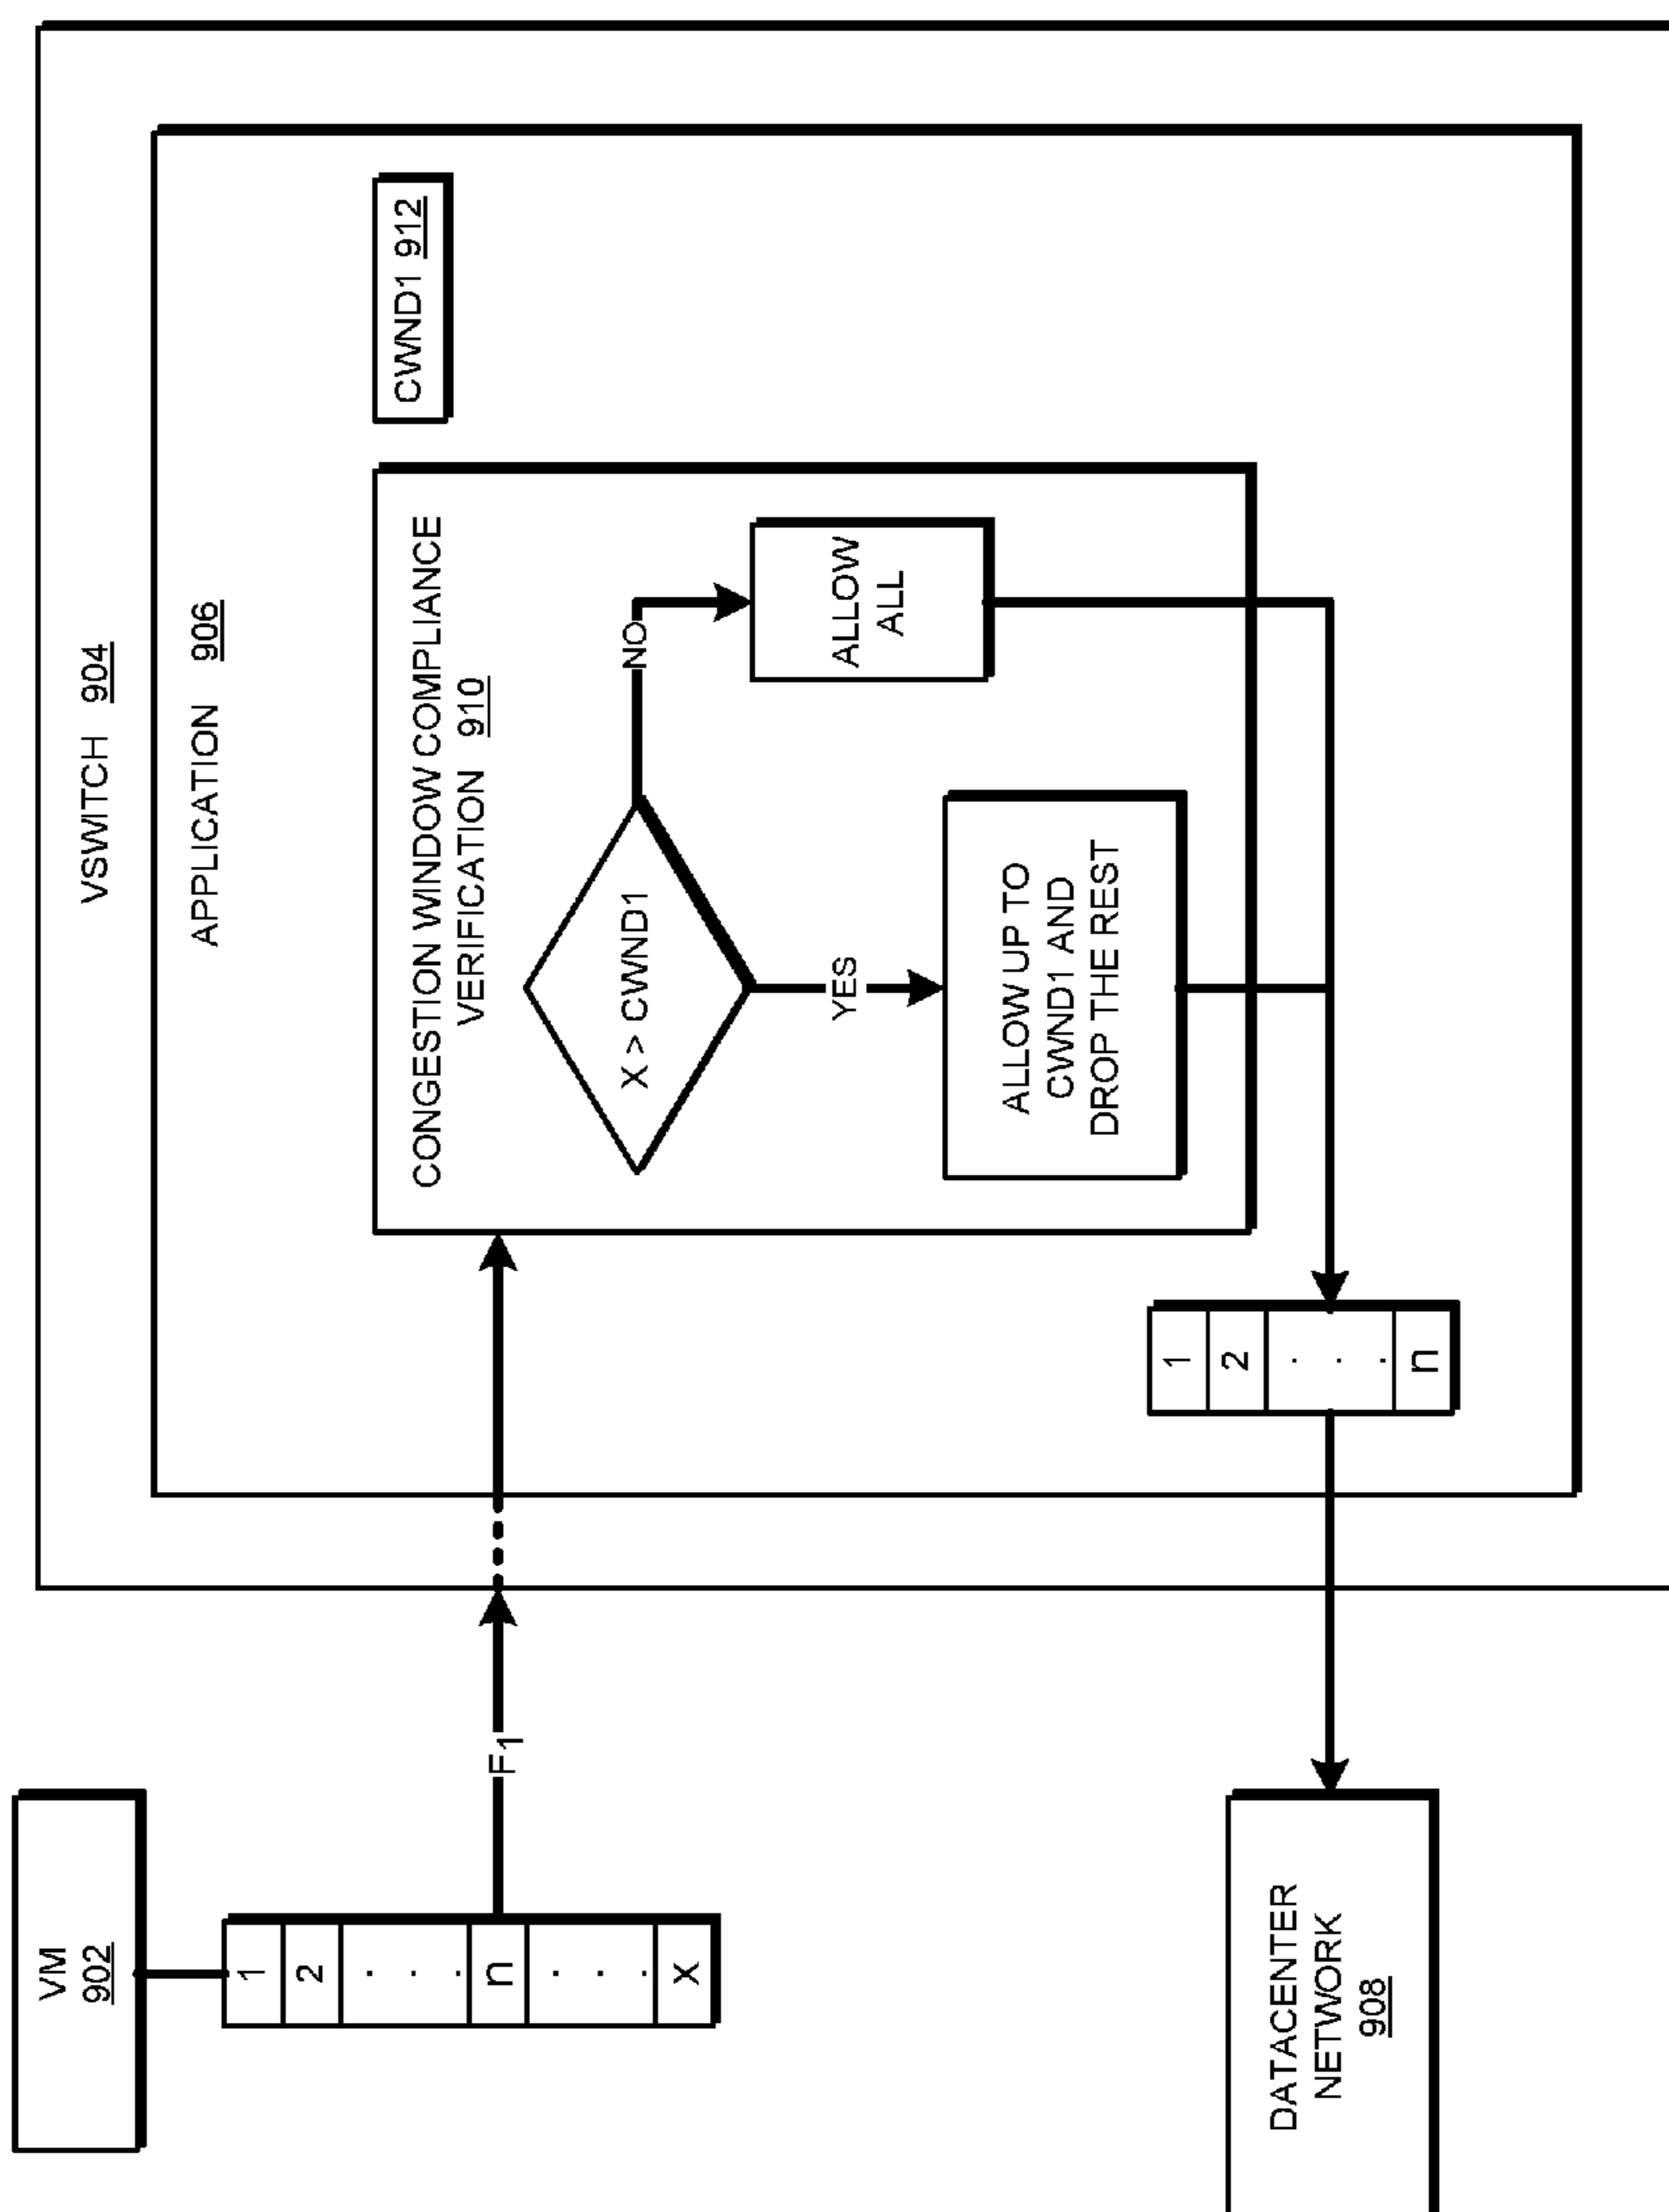 VM
902
1
2
. . .
n
. . .
x
F1
VSWITCH 904
APPLICATION 906
CONGESTION WINDOW COMPLIANCE
VERIFICATION 910
X > CWND1
NO
YES
ALLOW
ALL
ALLOW UP TO
CWND1 AND
DROP THE REST
CWND1 912
1
2
. . .
n
DATACENTER
NETWORK
908